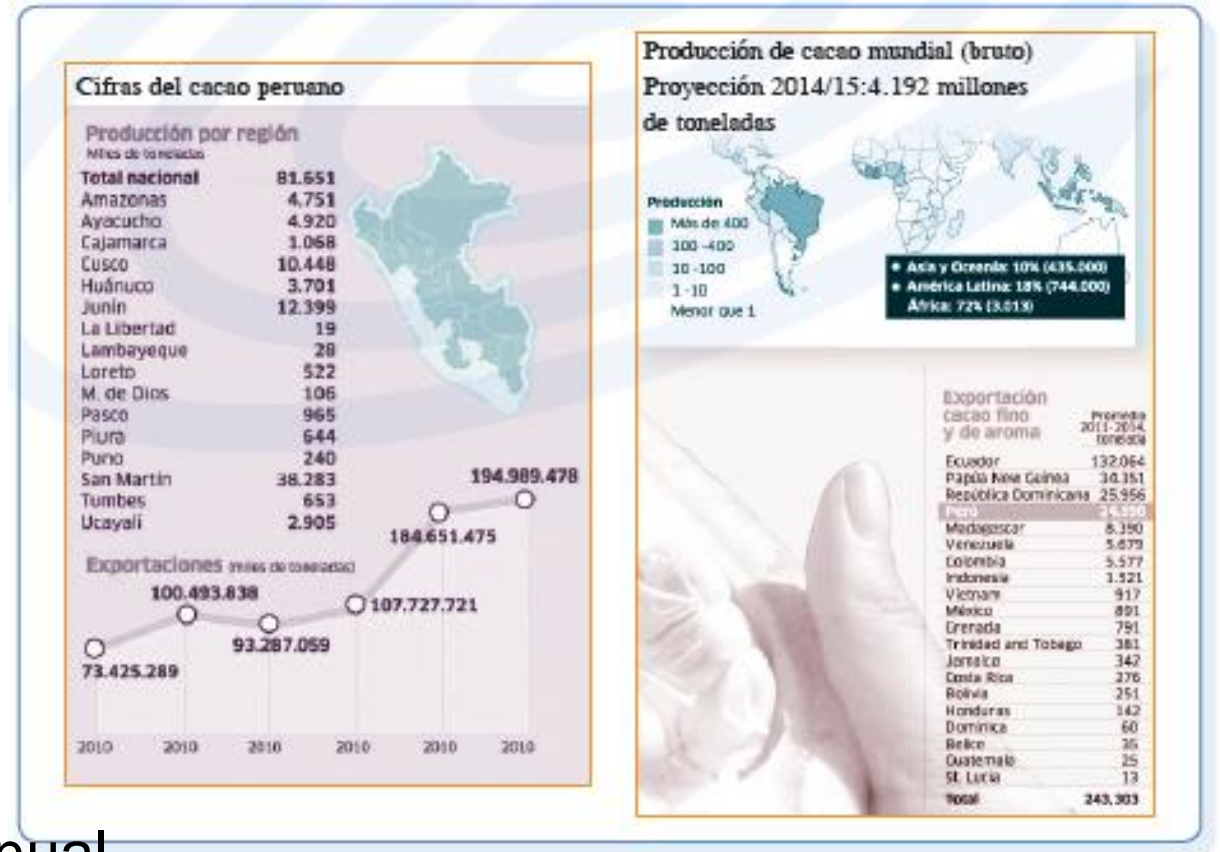 Cifras del cacao peruano
Producción por región
Miles de toneladas
Total nacional 81.651
Amazonas 4.751
Ayacucho 4.920
Cajamarca 1.068
Cusco 10.448
Huánuco 3.701
Junín 12.399
La Libertad 19
Lambayeque 28
Loreto 522
M. de Dios 106
Pasco 965
Piura 644
Puno 240
San Martín 38.283
Tumbes 653
Ucayali 2.905
Exportaciones (miles de toneladas)
73.425.289
100.493.838
93.287.059
107.727.721
184.651.475
194.989.478
2010 2010 2010 2010 2010 2010
Producción de cacao mundial (bruto)
Proyección 2014/15:4.192 millones
de toneladas
Producción
Más de 400
100 -400
10 -100
1 -10
Menor que 1
• Asia y Oceanía: 10% (435.000)
• América Latina: 18% (744.000)
África: 72% (3.013)
Exportación
cacao fino
y de aroma
Promedio
2011-2014,
tonelada
Ecuador 132.064
Papúa New Guinea
República Dominicana 25.956
Perú
Madagascar 8.390
Venezuela 5.679
Colombia 5.577
Indonesia 1.521
Vietnam 917
México 891
Grenada 791
Trinidad and Tobago 381
Jamaica 342
Costa Rica 276
Bolivia 251
Honduras 142
Dominica 60
Belice
Guatemala 25
St. Lucia 13
Total 243,303